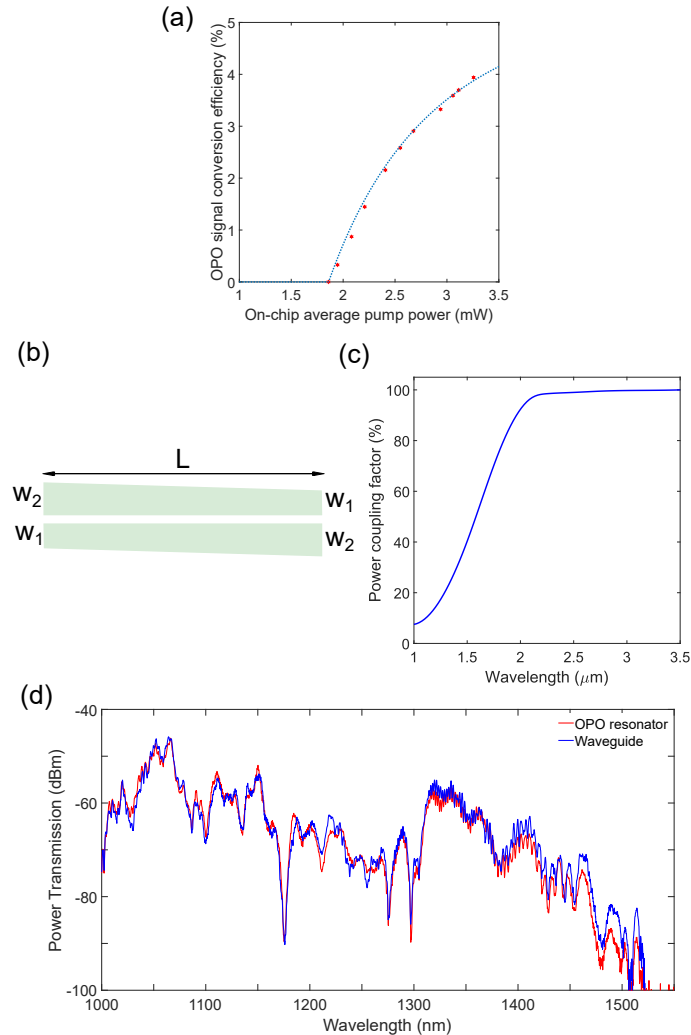 (a)
OPO signal conversion efficiency (%)
5
4
3
2
1
0
1 1.5 2 2.5 3 3.5
On-chip average pump power (mW)
(b)
L
w2 w1
w1 w2
(c)
Power coupling factor (%)
100
80
60
40
20
0
1 1.5 2 2.5 3 3.5
Wavelength (μm)
(d)
Power Transmission (dBm)
-40
-60
-80
-100
OPO resonator
Waveguide
1000 1100 1200 1300 1400 1500
Wavelength (nm)